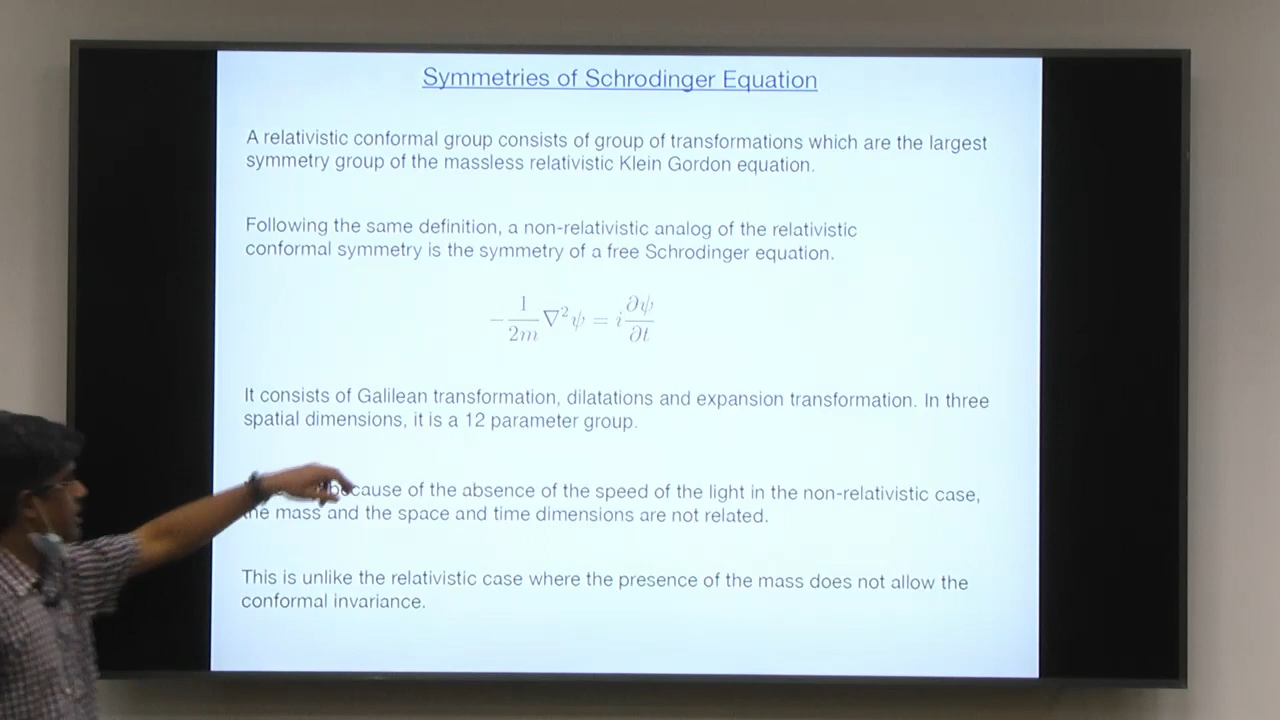 Symmetries of Schrodinger Equation
A relativistic conformal group consists of group of transformations which are the largest
symmetry group of the massless relativistic Klein Gordon equation.
Following the same definition, a non-relativistic analog of the relativistic
conformal symmetry is the symmetry of a free Schrodinger equation.
$-\frac{1}{2m}\nabla^2\psi = i\frac{\partial\psi}{\partial t}$
It consists of Galilean transformation, dilatations and expansion transformation. In three
spatial dimensions, it is a 12 parameter group.
because of the absence of the speed of the light in the non-relativistic case,
the mass and the space and time dimensions are not related.
This is unlike the relativistic case where the presence of the mass does not allow the
conformal invariance.